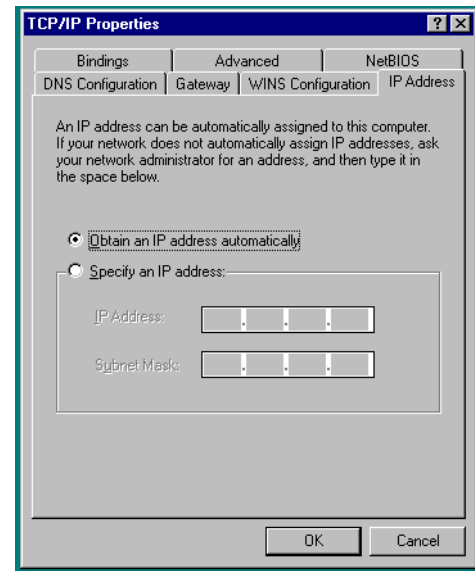 TCP/IP Properties
? X
Bindings Advanced NetBIOS
DNS Configuration Gateway WINS Configuration IP Address
An IP address can be automatically assigned to this computer.
If your network does not automatically assign IP addresses, ask
your network administrator for an address, and then type it in
the space below.
Obtain an IP address automatically
Specify an IP address:
IP Address:
. . .
Subnet Mask:
. . .
OK Cancel